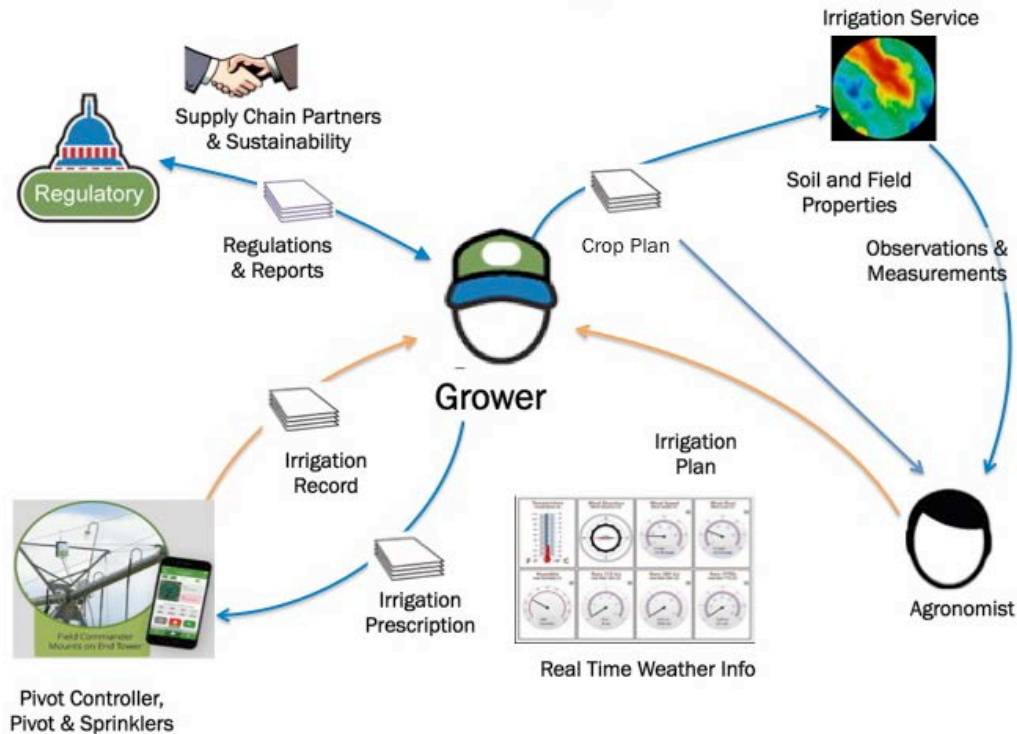 Irrigation Service
Supply Chain Partners
& Sustainability
Regulatory
Regulations
& Reports
Crop Plan
Soil and Field
Properties
Observations &
Measurements
Grower
Irrigation
Record
Irrigation
Plan
Irrigation
Prescription
Field Commander
Mounts on End Tower
Agronomist
Real Time Weather Info
Pivot Controller,
Pivot & Sprinklers